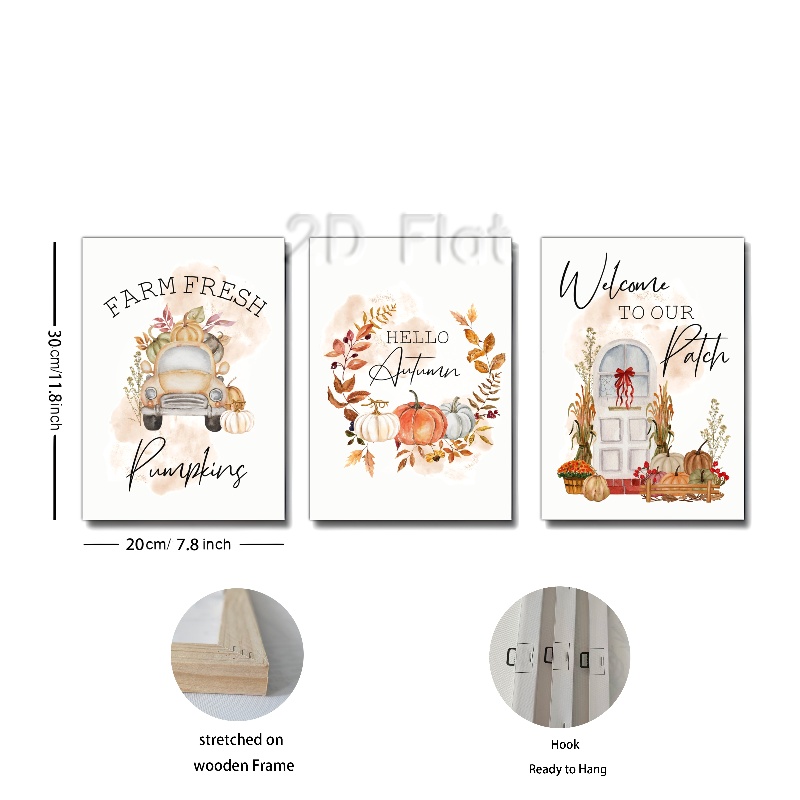 2D Flat
FARM FRESH
Pumpkins
HELLO
Autumn
Welcome
TO OUR
Patch
30cm/11.8inch
20cm/ 7.8 inch
stretched on
wooden Frame
Hook
Ready to Hang